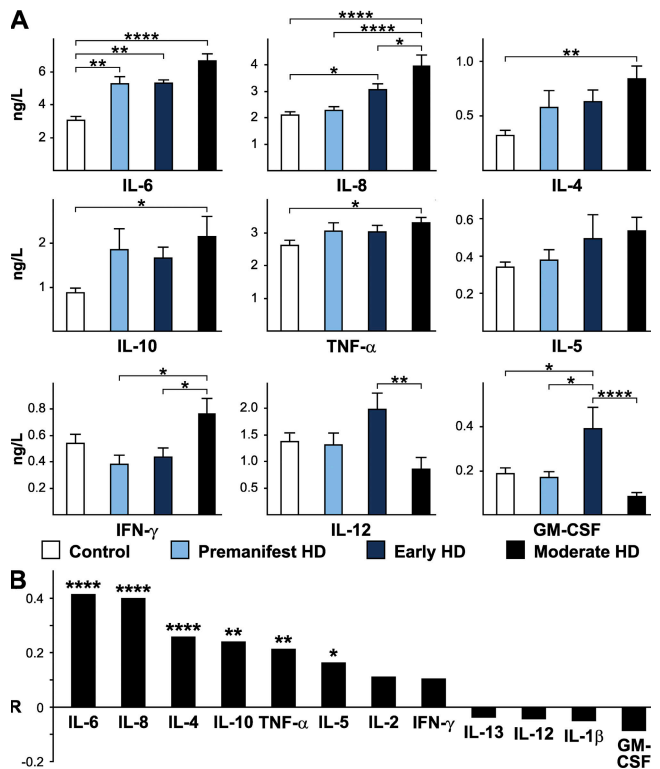 A
****
**
**
6
4
2
ng/L
IL-6
****
****
*
*
4
3
2
1
IL-8
**
1.0
0.5
IL-4
*
2
1
ng/L
IL-10
*
3
2
1
TNF-α
0.6
0.4
0.2
IL-5
*
*
0.8
0.6
0.4
0.2
ng/L
IFN-γ
**
2.0
1.5
1.0
0.5
IL-12
*
*
****
0.4
0.2
GM-CSF
Control Premanifest HD Early HD Moderate HD
B
**** **** **** ** ** *
0.4
0.2
R 0
-0.2
IL-6 IL-8 IL-4 IL-10 TNF-α IL-5 IL-2 IFN-γ IL-13 IL-12 IL-1β GM-
CSF